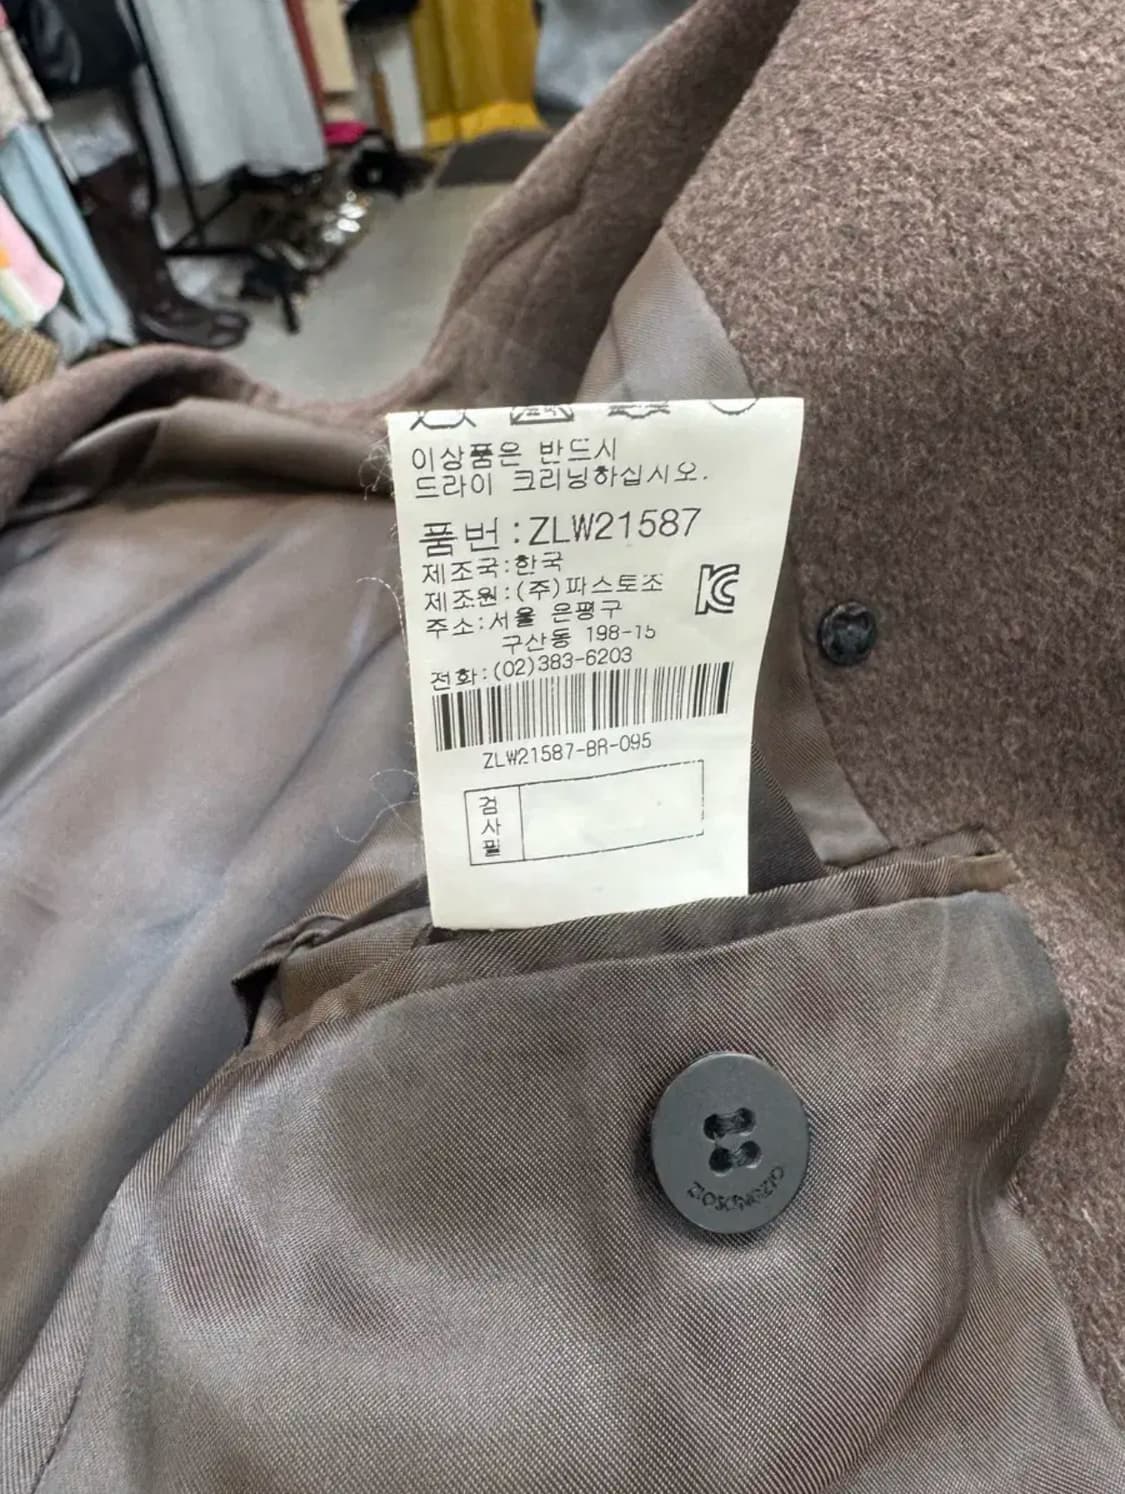 이상품은 반드시
드라이 크리닝하십시오.
품번:ZLW21587
제조국:한국
제조원:(주)파스토조
주소:서울 은평구
구산동 198-15
전화:(02)383-6203
ZLW21587-BR-095
검사필